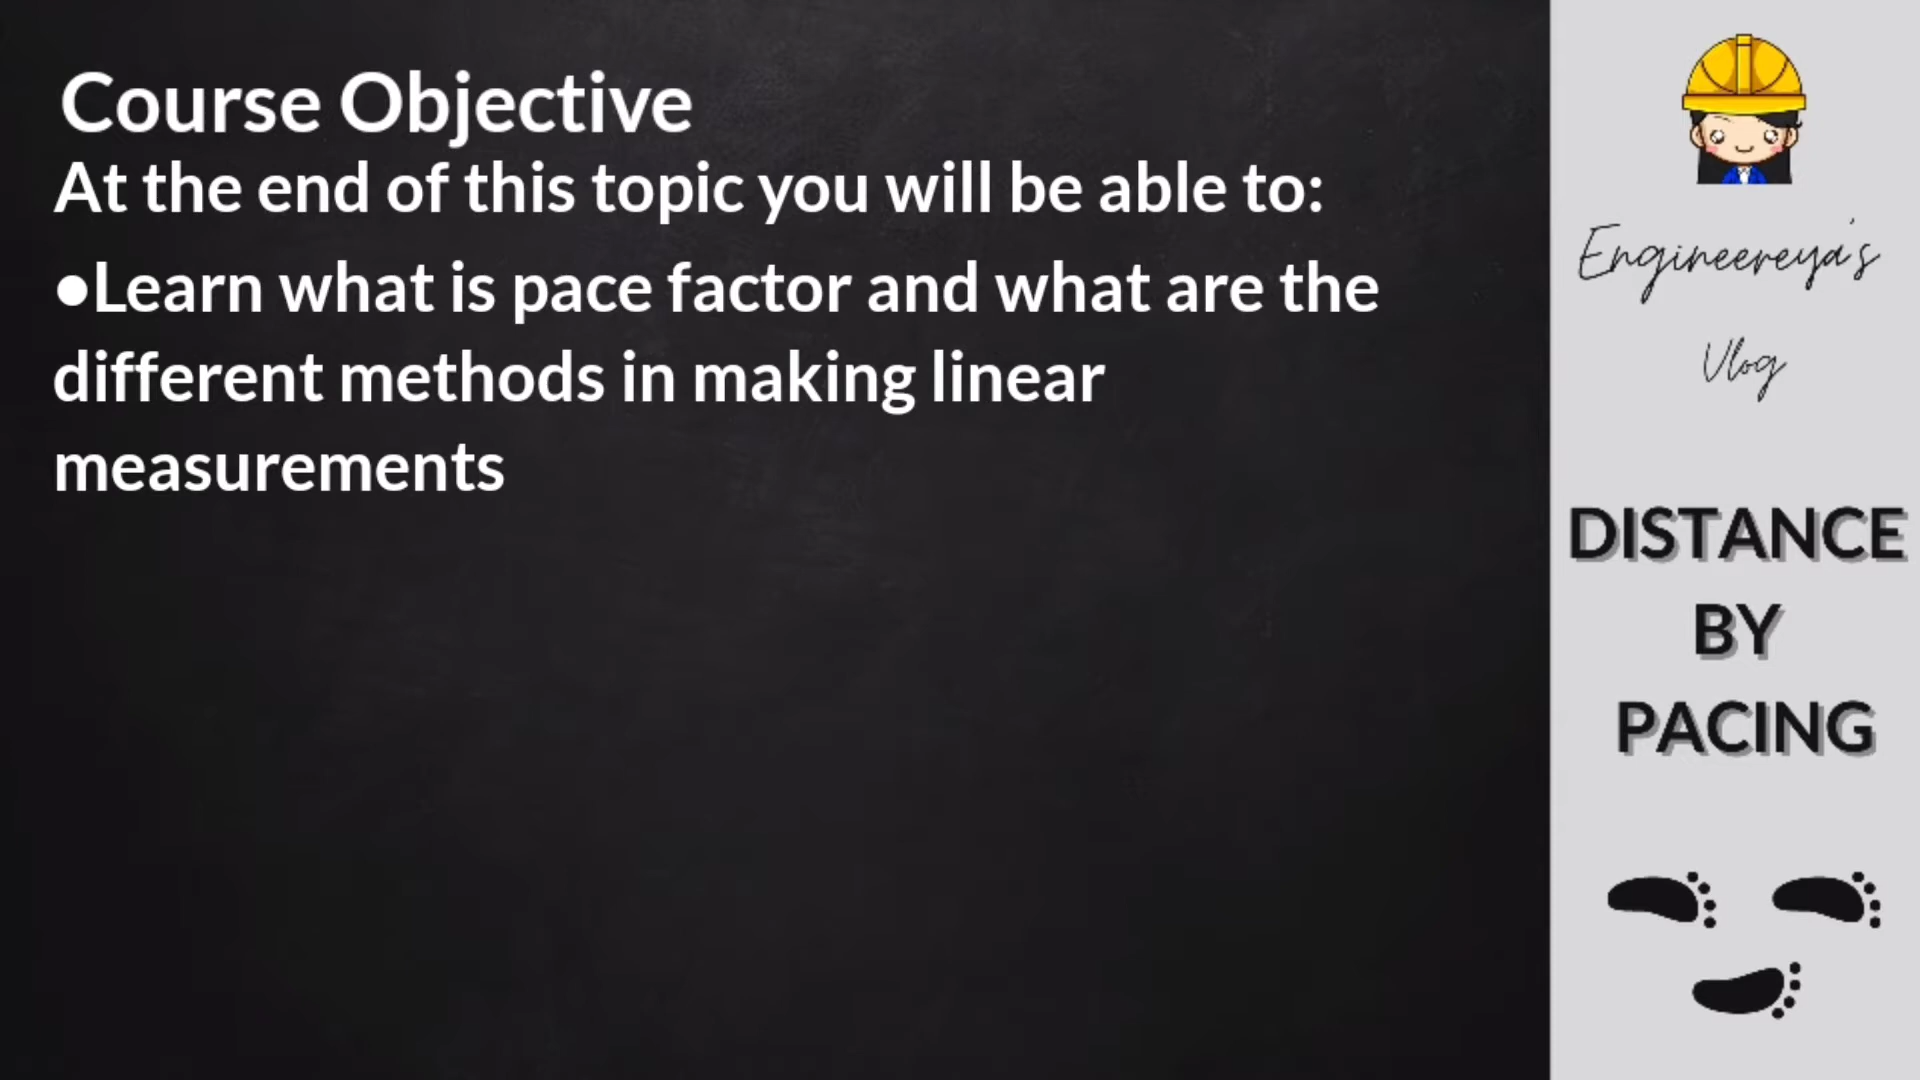 Course Objective
At the end of this topic you will be able to:
•Learn what is pace factor and what are the
different methods in making linear
measurements
Engineereya's
Vlog
DISTANCE
BY
PACING